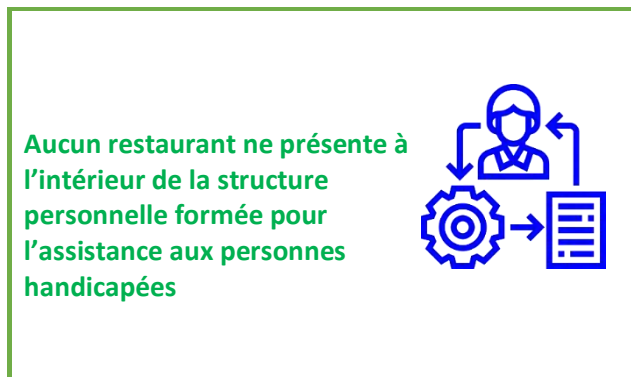 Aucun restaurant ne présente à
l’intérieur de la structure
personnelle formée pour
l’assistance aux personnes
handicapées